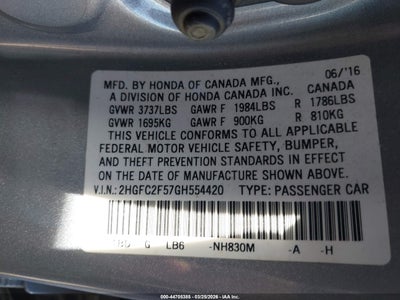 MFD. BY HONDA OF CANADA MFG., 06/'16
A DIVISION OF HONDA CANADA INC. CANADA
GVWR 3737LBS GAWR F 1984LBS R 1786LBS
GVWR 1695KG GAWR F 900KG R 810KG
THIS VEHICLE CONFORMS TO ALL APPLICABLE
FEDERAL MOTOR VEHICLE SAFETY, BUMPER,
AND THEFT PREVENTION STANDARDS IN EFFECT
ON THE DATE OF MANUFACTURE SHOWN ABOVE.
V.I.N.: 2HGFC2F57GH554420 TYPE: PASSENGER CAR
G LB6 -NH830M -A -H
000-44705385 - 03/25/2026 - IAAI.COM